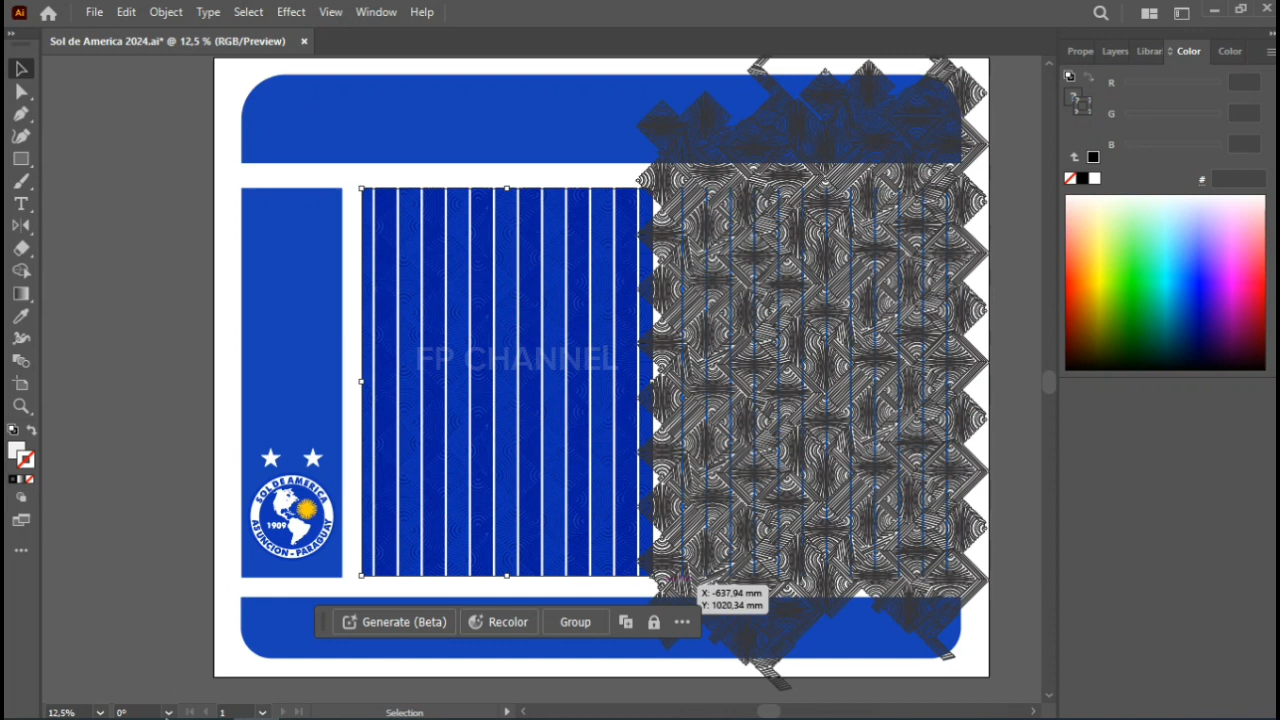 Ai File Edit Object Type Select Effect View Window Help
Sol de America 2024.ai* @ 12,5 % (RGB/Preview) ×
Prope Layers Librar Color Color
R
G
B
#
FP CHANNEL
SOL DE AMERICA
1909
ASUNCION - PARAGUAY
X: -637,94 mm
Y: 1020,34 mm
Generate (Beta) Recolor Group
12,5% 0° 1 Selection